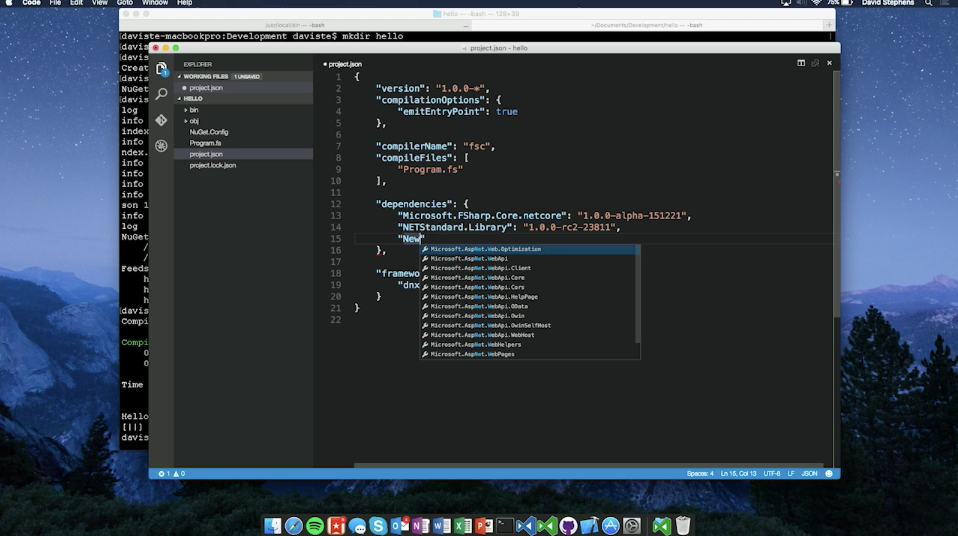 Code File Edit View Goto Window Help
75%
David Stephens
hello — -bash — 128×38
~/Documents/Development/hello — -bash
daviste-macbookpro:Development daviste$ mkdir hello
project.json - hello
davis
davis
Creat
davis
NuGet
log
info
index
info
ndex.
info
info
info
son l
info
log
NuGet
/
/
Feeds
h
h
davis
Compi
Compi
0
0
Time
Hello
[||]
davis
EXPLORER
WORKING FILES 1 UNSAVED
project.json
HELLO
bin
obj
NuGet.Config
Program.fs
project.json
project.lock.json
project.json
1 {
2 "version": "1.0.0-*",
3 "compilationOptions": {
4 "emitEntryPoint": true
5 },
6
7 "compilerName": "fsc",
8 "compileFiles": [
9 "Program.fs"
10 ],
11
12 "dependencies": {
13 "Microsoft.FSharp.Core.netcore": "1.0.0-alpha-151221",
14 "NETStandard.Library": "1.0.0-rc2-23811",
15 "New"
16 },
17
18 "framewo
19 "dnx
20 }
21 }
22
Microsoft.AspNet.Web.Optimization
Microsoft.AspNet.WebApi
Microsoft.AspNet.WebApi.Client
Microsoft.AspNet.WebApi.Core
Microsoft.AspNet.WebApi.Cors
Microsoft.AspNet.WebApi.HelpPage
Microsoft.AspNet.WebApi.OData
Microsoft.AspNet.WebApi.Owin
Microsoft.AspNet.WebApi.OwinSelfHost
Microsoft.AspNet.WebApi.WebHost
Microsoft.AspNet.WebHelpers
Microsoft.AspNet.WebPages
1 0
Spaces: 4 Ln 15, Col 13 UTF-8 LF JSON